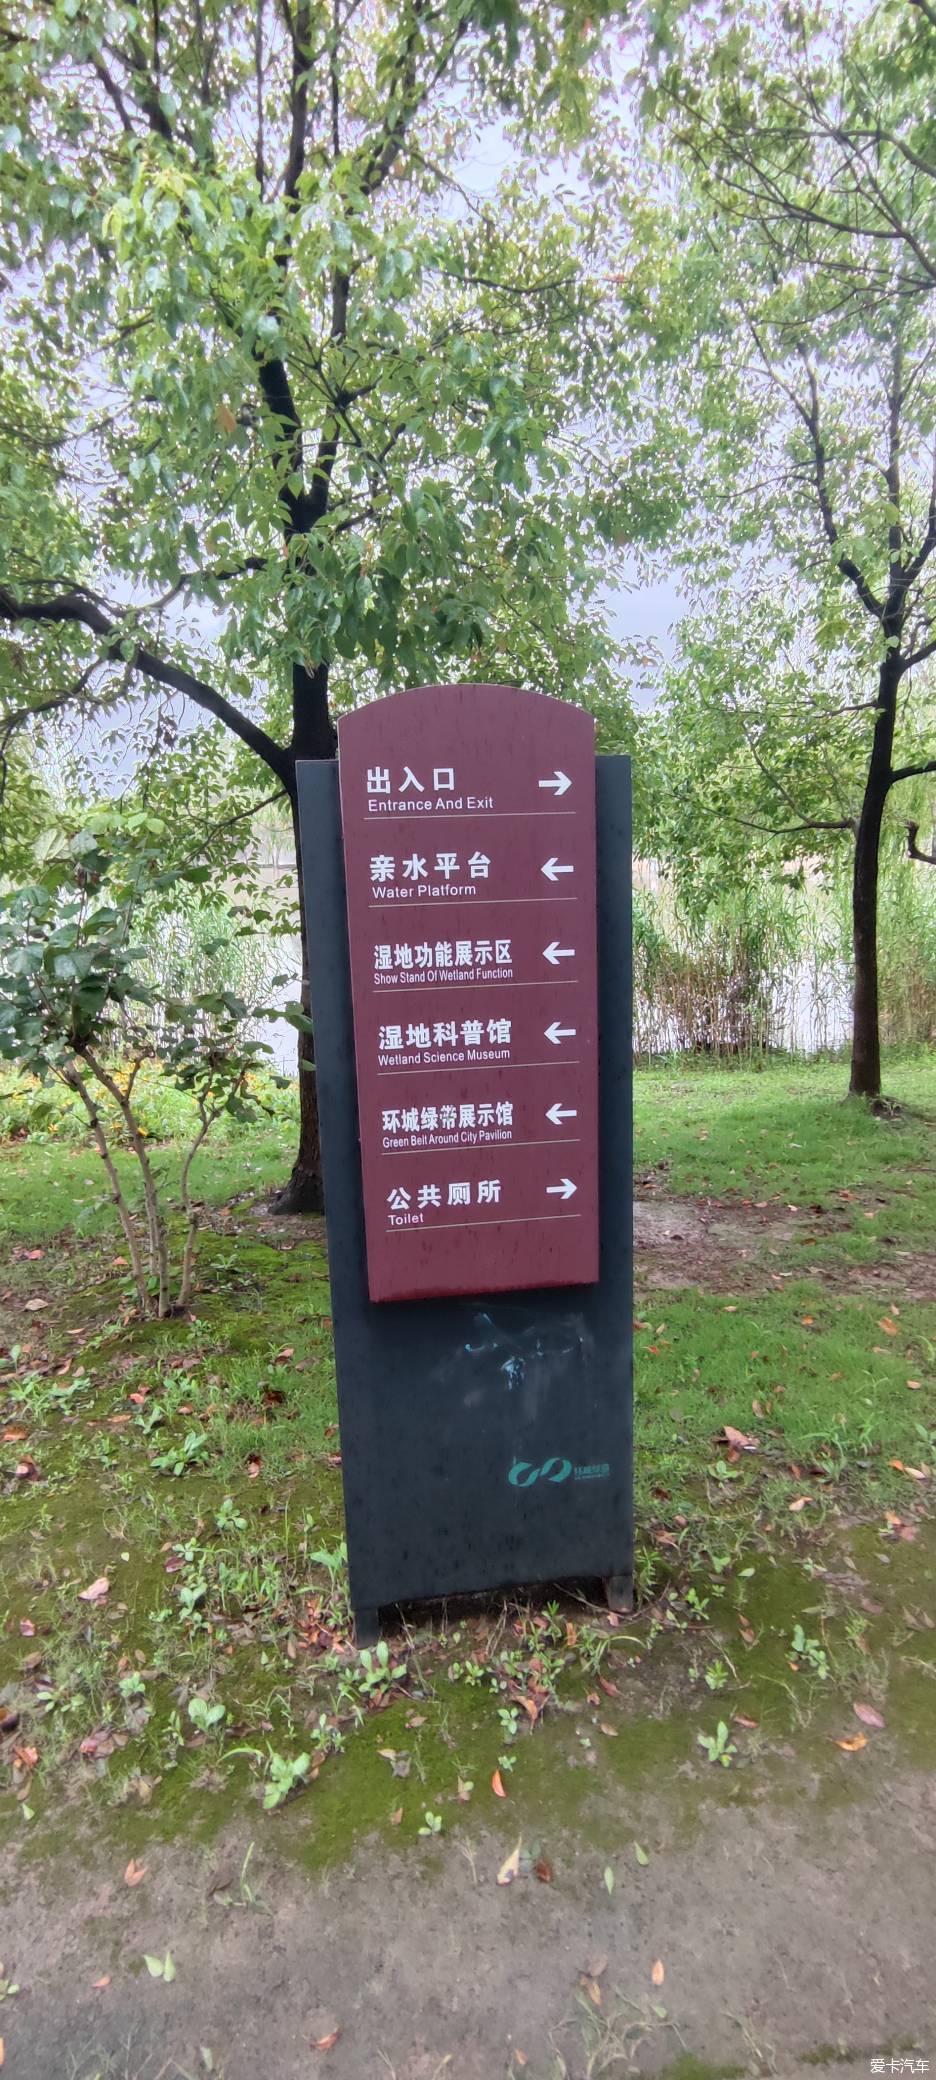 出入口
Entrance And Exit
亲水平台
Water Platform
湿地功能展示区
Show Stand Of Wetland Function
湿地科普馆
Wetland Science Museum
环城绿带展示馆
Green Belt Around City Pavilion
公共厕所
Toilet
爱卡汽车